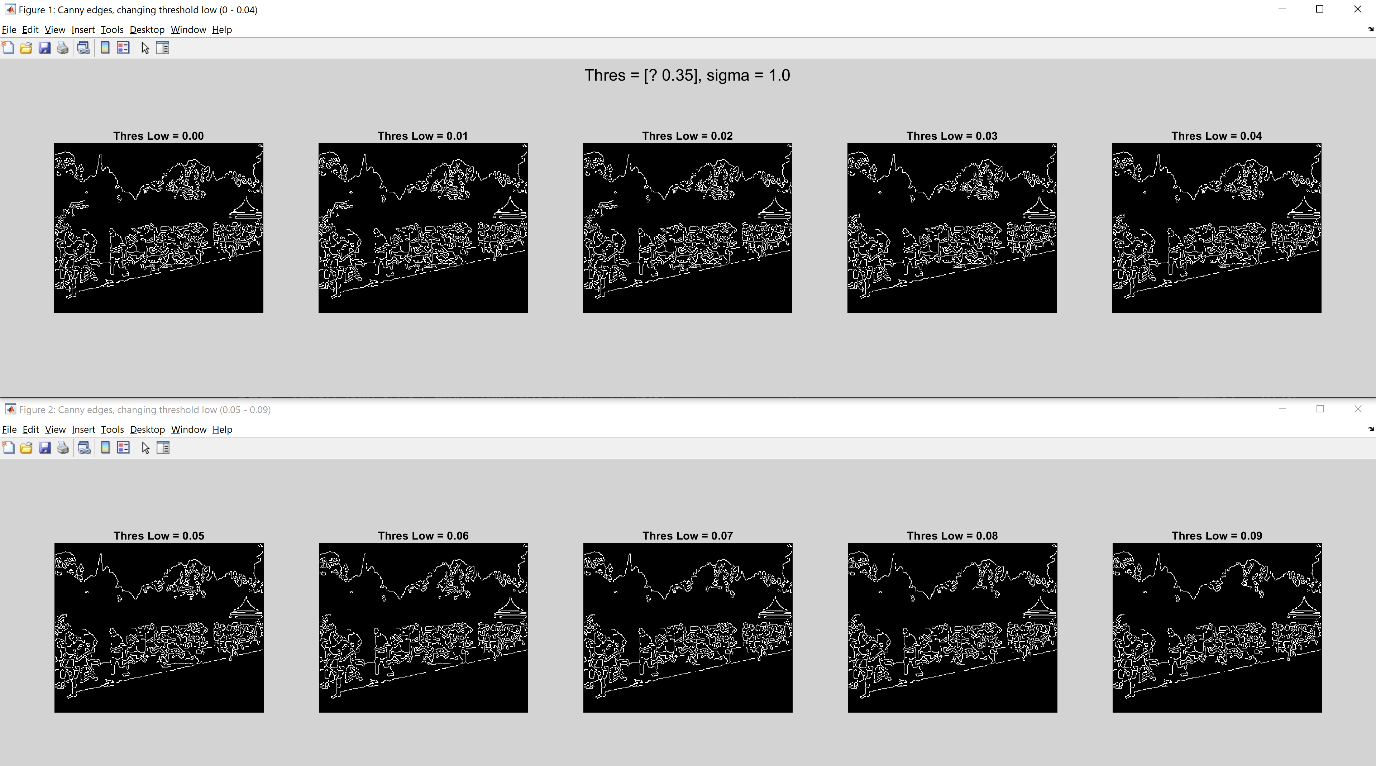 Figure 1: Canny edges, changing threshold low (0 - 0.04)
File Edit View Insert Tools Desktop Window Help
Thres = [? 0.35], sigma = 1.0
Thres Low = 0.00 Thres Low = 0.01 Thres Low = 0.02 Thres Low = 0.03 Thres Low = 0.04
Figure 2: Canny edges, changing threshold low (0.05 - 0.09)
File Edit View Insert Tools Desktop Window Help
Thres Low = 0.05 Thres Low = 0.06 Thres Low = 0.07 Thres Low = 0.08 Thres Low = 0.09